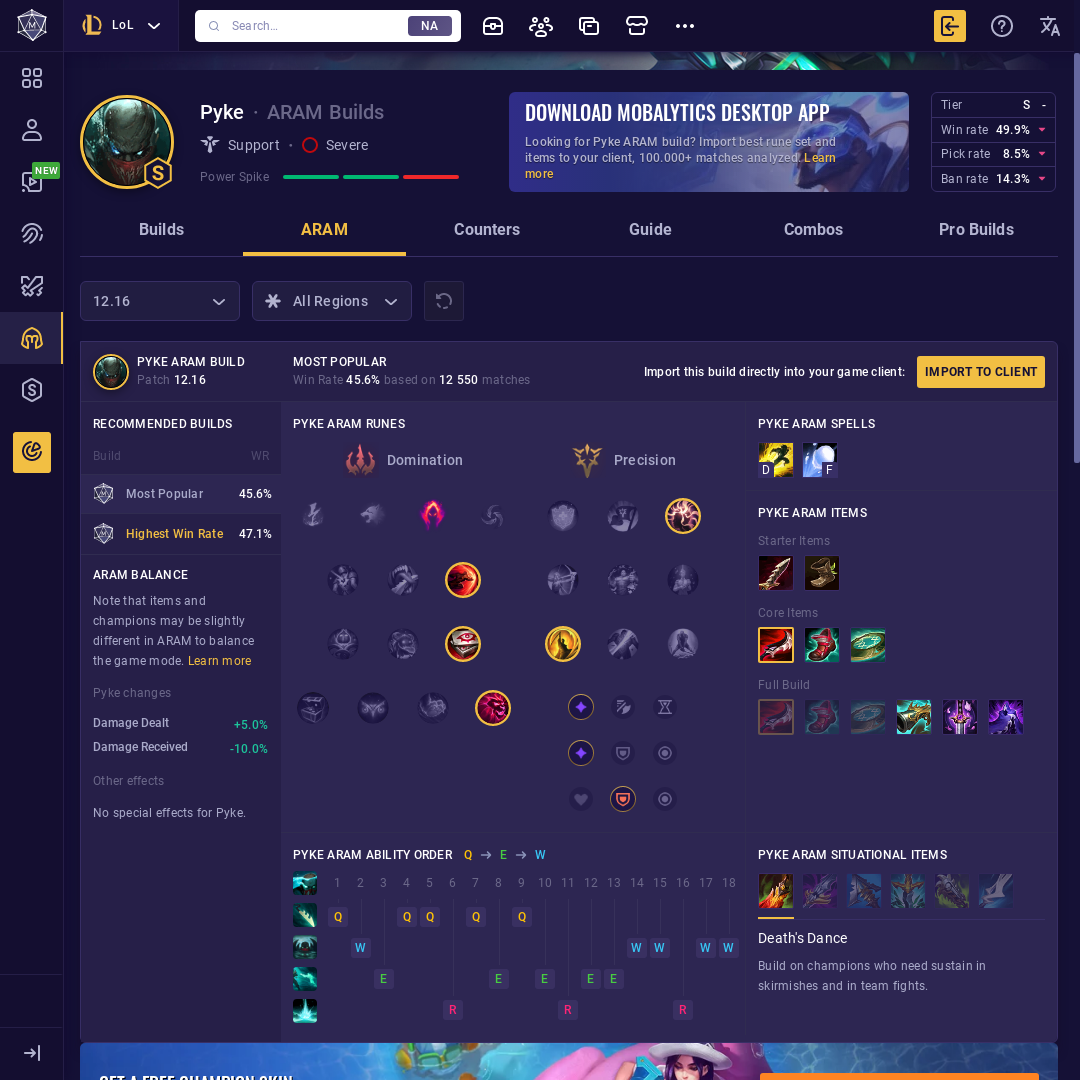 LoL
Search...
NA
NEW
Pyke · ARAM Builds
Support • Severe
Power Spike
S
DOWNLOAD MOBALYTICS DESKTOP APP
Looking for Pyke ARAM build? Import best rune set and
items to your client, 100.000+ matches analyzed. Learn
more
Tier S -
Win rate 49.9%
Pick rate 8.5%
Ban rate 14.3%
Builds
ARAM
Counters
Guide
Combos
Pro Builds
12.16
All Regions
PYKE ARAM BUILD
Patch 12.16
MOST POPULAR
Win Rate 45.6% based on 12 550 matches
Import this build directly into your game client:
IMPORT TO CLIENT
RECOMMENDED BUILDS
Build WR
Most Popular 45.6%
Highest Win Rate 47.1%
ARAM BALANCE
Note that items and
champions may be slightly
different in ARAM to balance
the game mode. Learn more
Pyke changes
Damage Dealt +5.0%
Damage Received -10.0%
Other effects
No special effects for Pyke.
PYKE ARAM RUNES
Domination
Precision
PYKE ARAM SPELLS
D F
PYKE ARAM ITEMS
Starter Items
Core Items
Full Build
PYKE ARAM ABILITY ORDER Q → E → W
1 2 3 4 5 6 7 8 9 10 11 12 13 14 15 16 17 18
Q Q Q Q Q
W W W W W
E E E E E
R R R
PYKE ARAM SITUATIONAL ITEMS
Death's Dance
Build on champions who need sustain in
skirmishes and in team fights.
GET A FREE CHAMPION SKIN